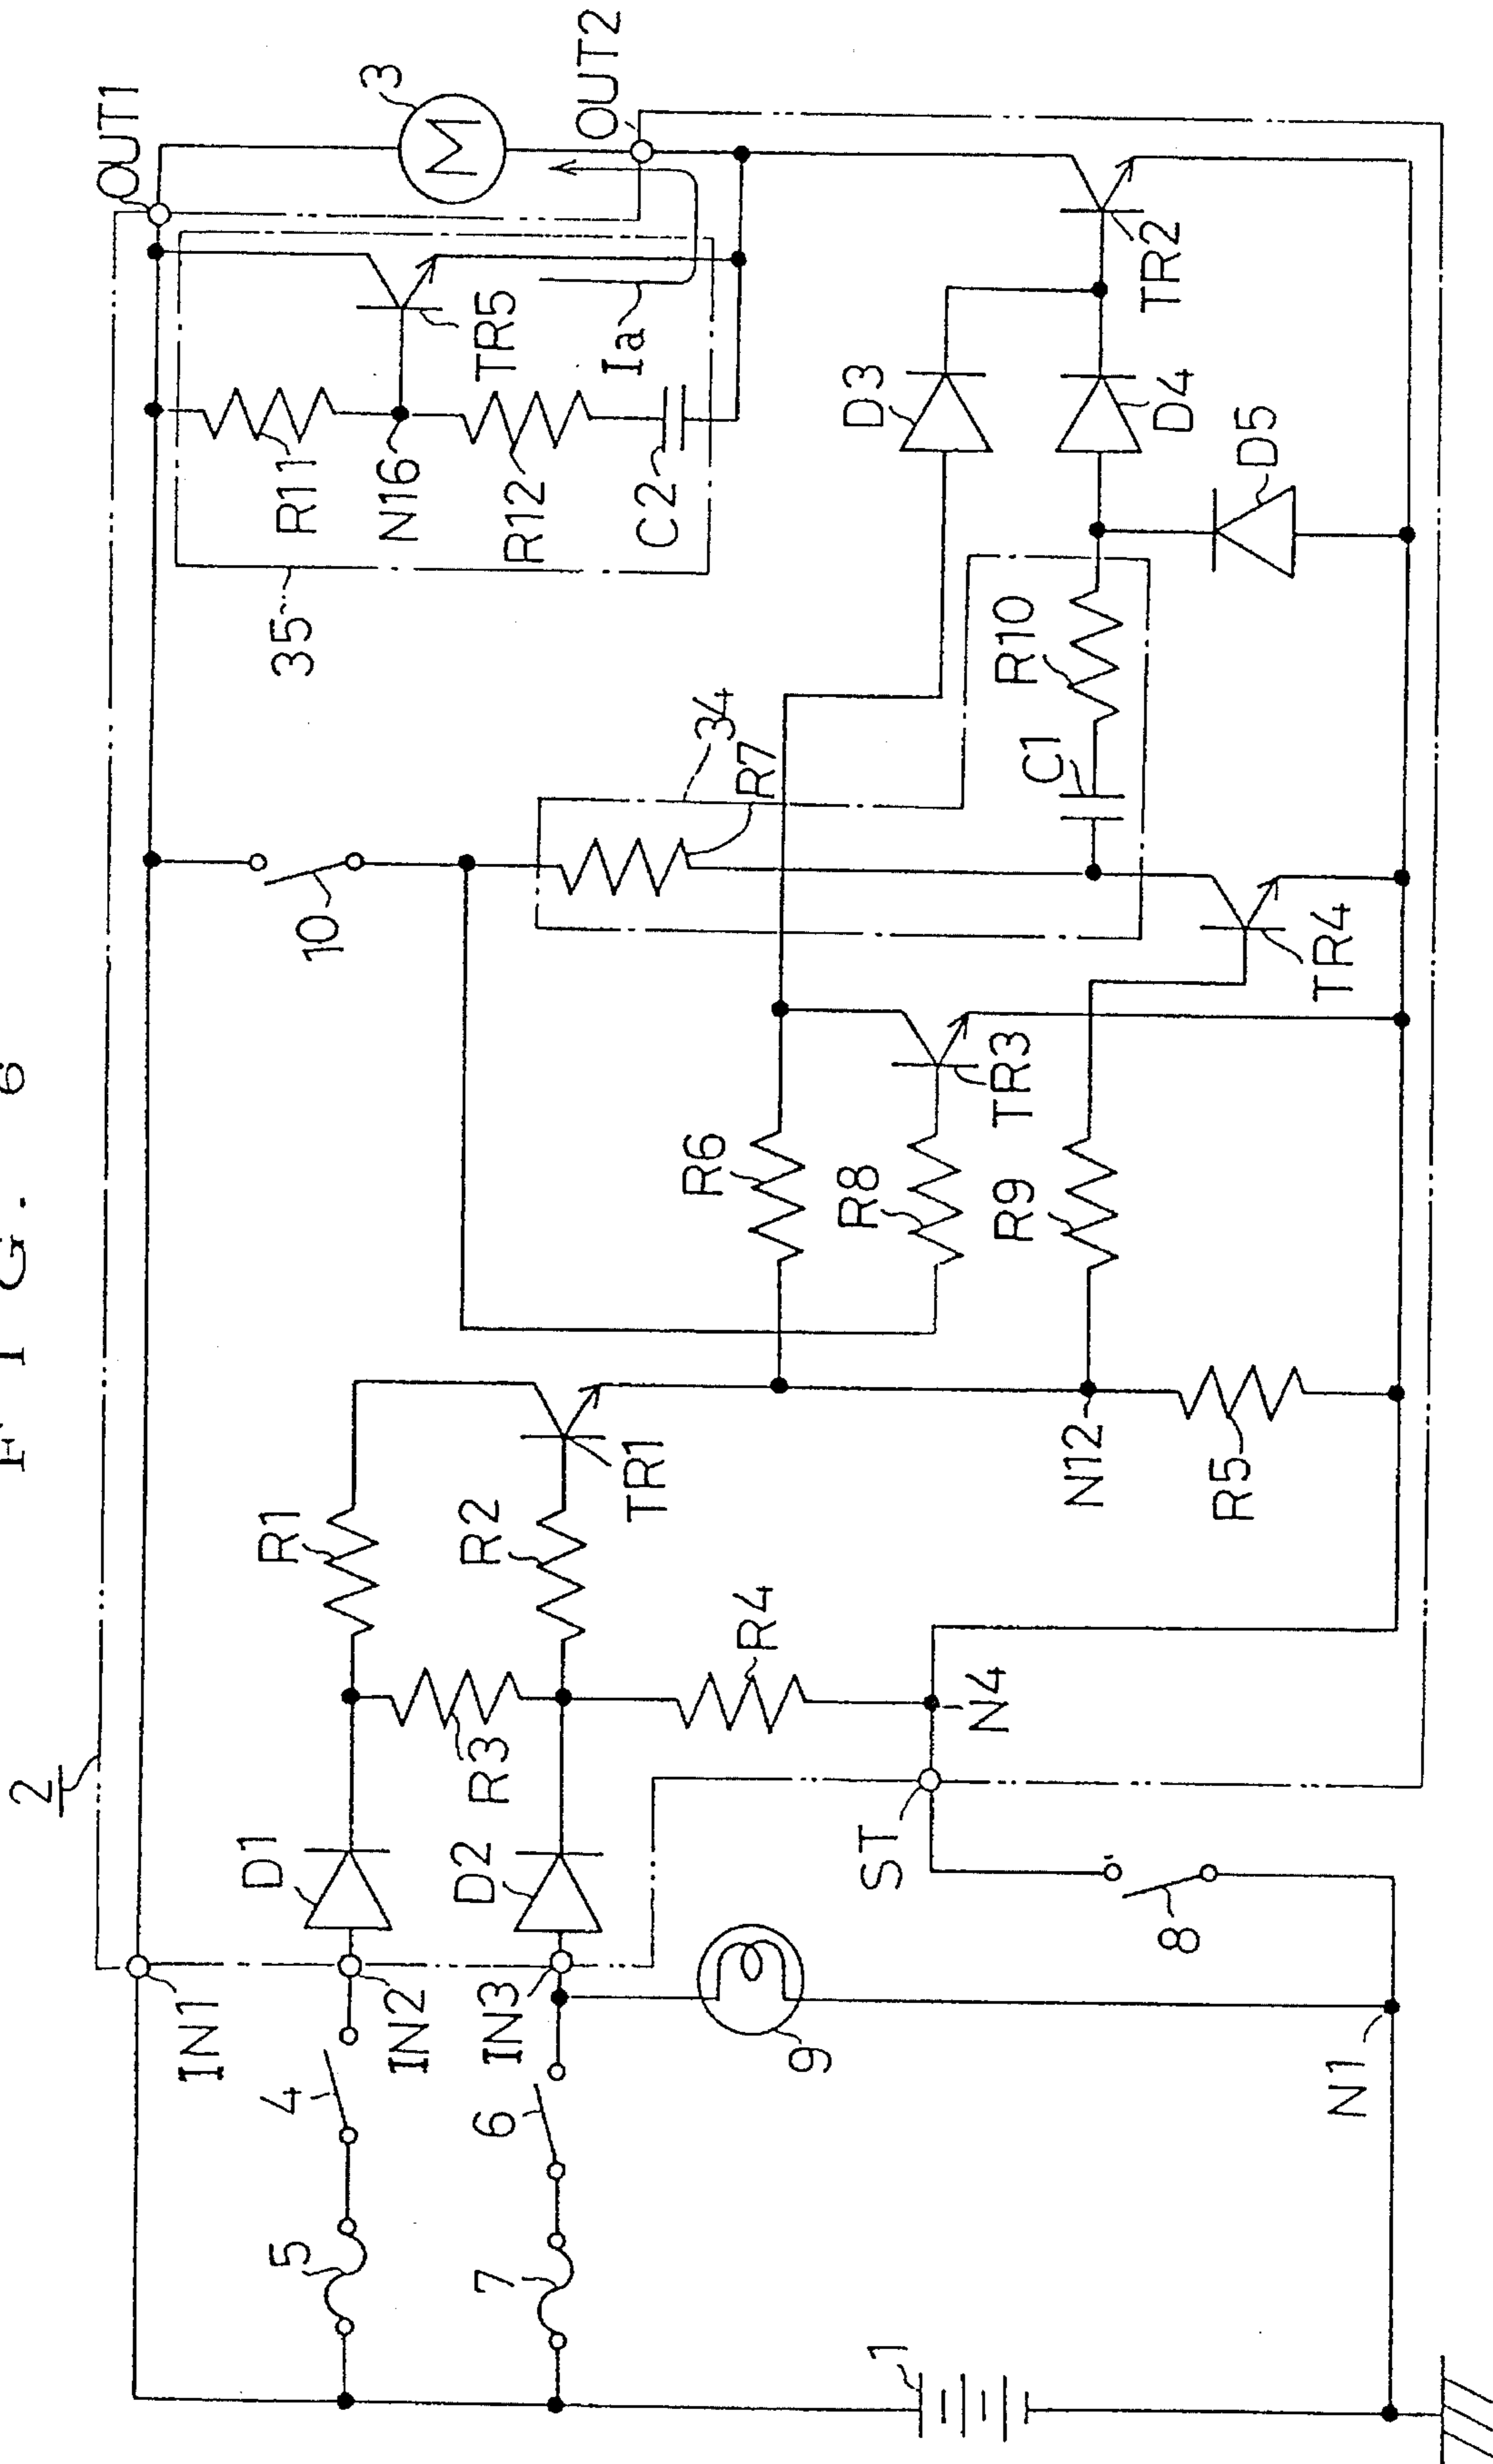 FIG. 6
2
OUT1
3
M
OUT2
35
R11
N16
TR5
R12
Ia
C2
10
34
R7
D3
D4
D5
TR2
C1
R10
R6
R8
TR3
R9
TR4
R1
R2
TR1
N12
R5
D1
R3
D2
R4
N4
ST
IN1
IN2
IN3
4
5
6
7
8
9
1
N1